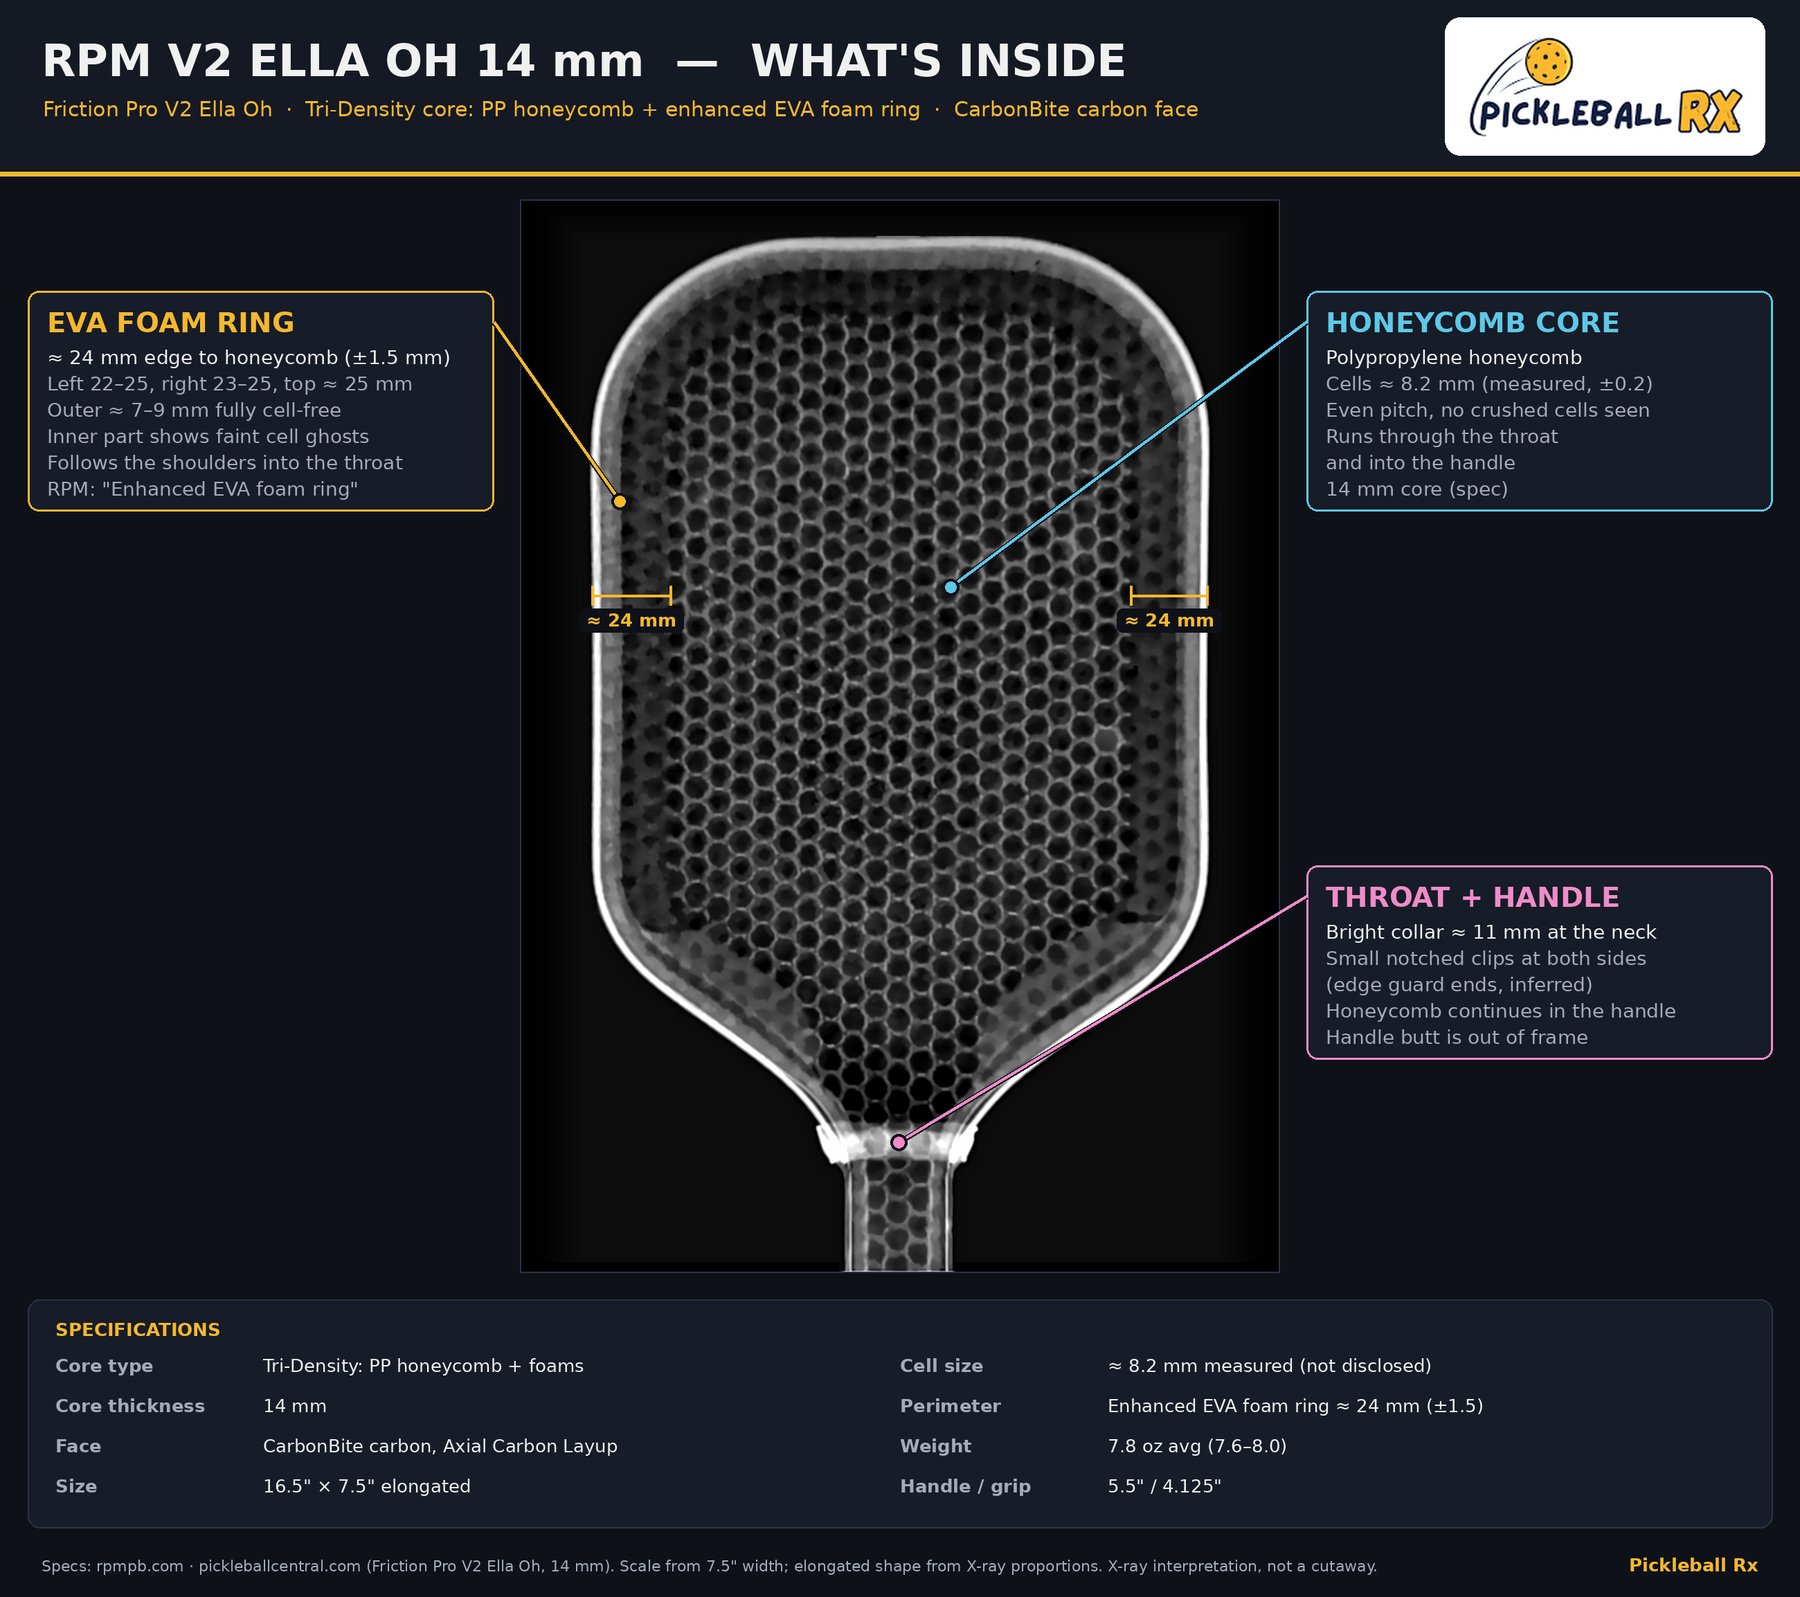 RPM V2 ELLA OH 14 mm — WHAT'S INSIDE
Friction Pro V2 Ella Oh · Tri-Density core: PP honeycomb + enhanced EVA foam ring · CarbonBite carbon face
PICKLEBALL RX
EVA FOAM RING
≈ 24 mm edge to honeycomb (±1.5 mm)
Left 22–25, right 23–25, top ≈ 25 mm
Outer ≈ 7–9 mm fully cell-free
Inner part shows faint cell ghosts
Follows the shoulders into the throat
RPM: "Enhanced EVA foam ring"
HONEYCOMB CORE
Polypropylene honeycomb
Cells ≈ 8.2 mm (measured, ±0.2)
Even pitch, no crushed cells seen
Runs through the throat
and into the handle
14 mm core (spec)
≈ 24 mm
≈ 24 mm
THROAT + HANDLE
Bright collar ≈ 11 mm at the neck
Small notched clips at both sides
(edge guard ends, inferred)
Honeycomb continues in the handle
Handle butt is out of frame
SPECIFICATIONS
Core type Tri-Density: PP honeycomb + foams
Core thickness 14 mm
Face CarbonBite carbon, Axial Carbon Layup
Size 16.5" × 7.5" elongated
Cell size ≈ 8.2 mm measured (not disclosed)
Perimeter Enhanced EVA foam ring ≈ 24 mm (±1.5)
Weight 7.8 oz avg (7.6–8.0)
Handle / grip 5.5" / 4.125"
Specs: rpmpb.com · pickleballcentral.com (Friction Pro V2 Ella Oh, 14 mm). Scale from 7.5" width; elongated shape from X-ray proportions. X-ray interpretation, not a cutaway.
Pickleball Rx